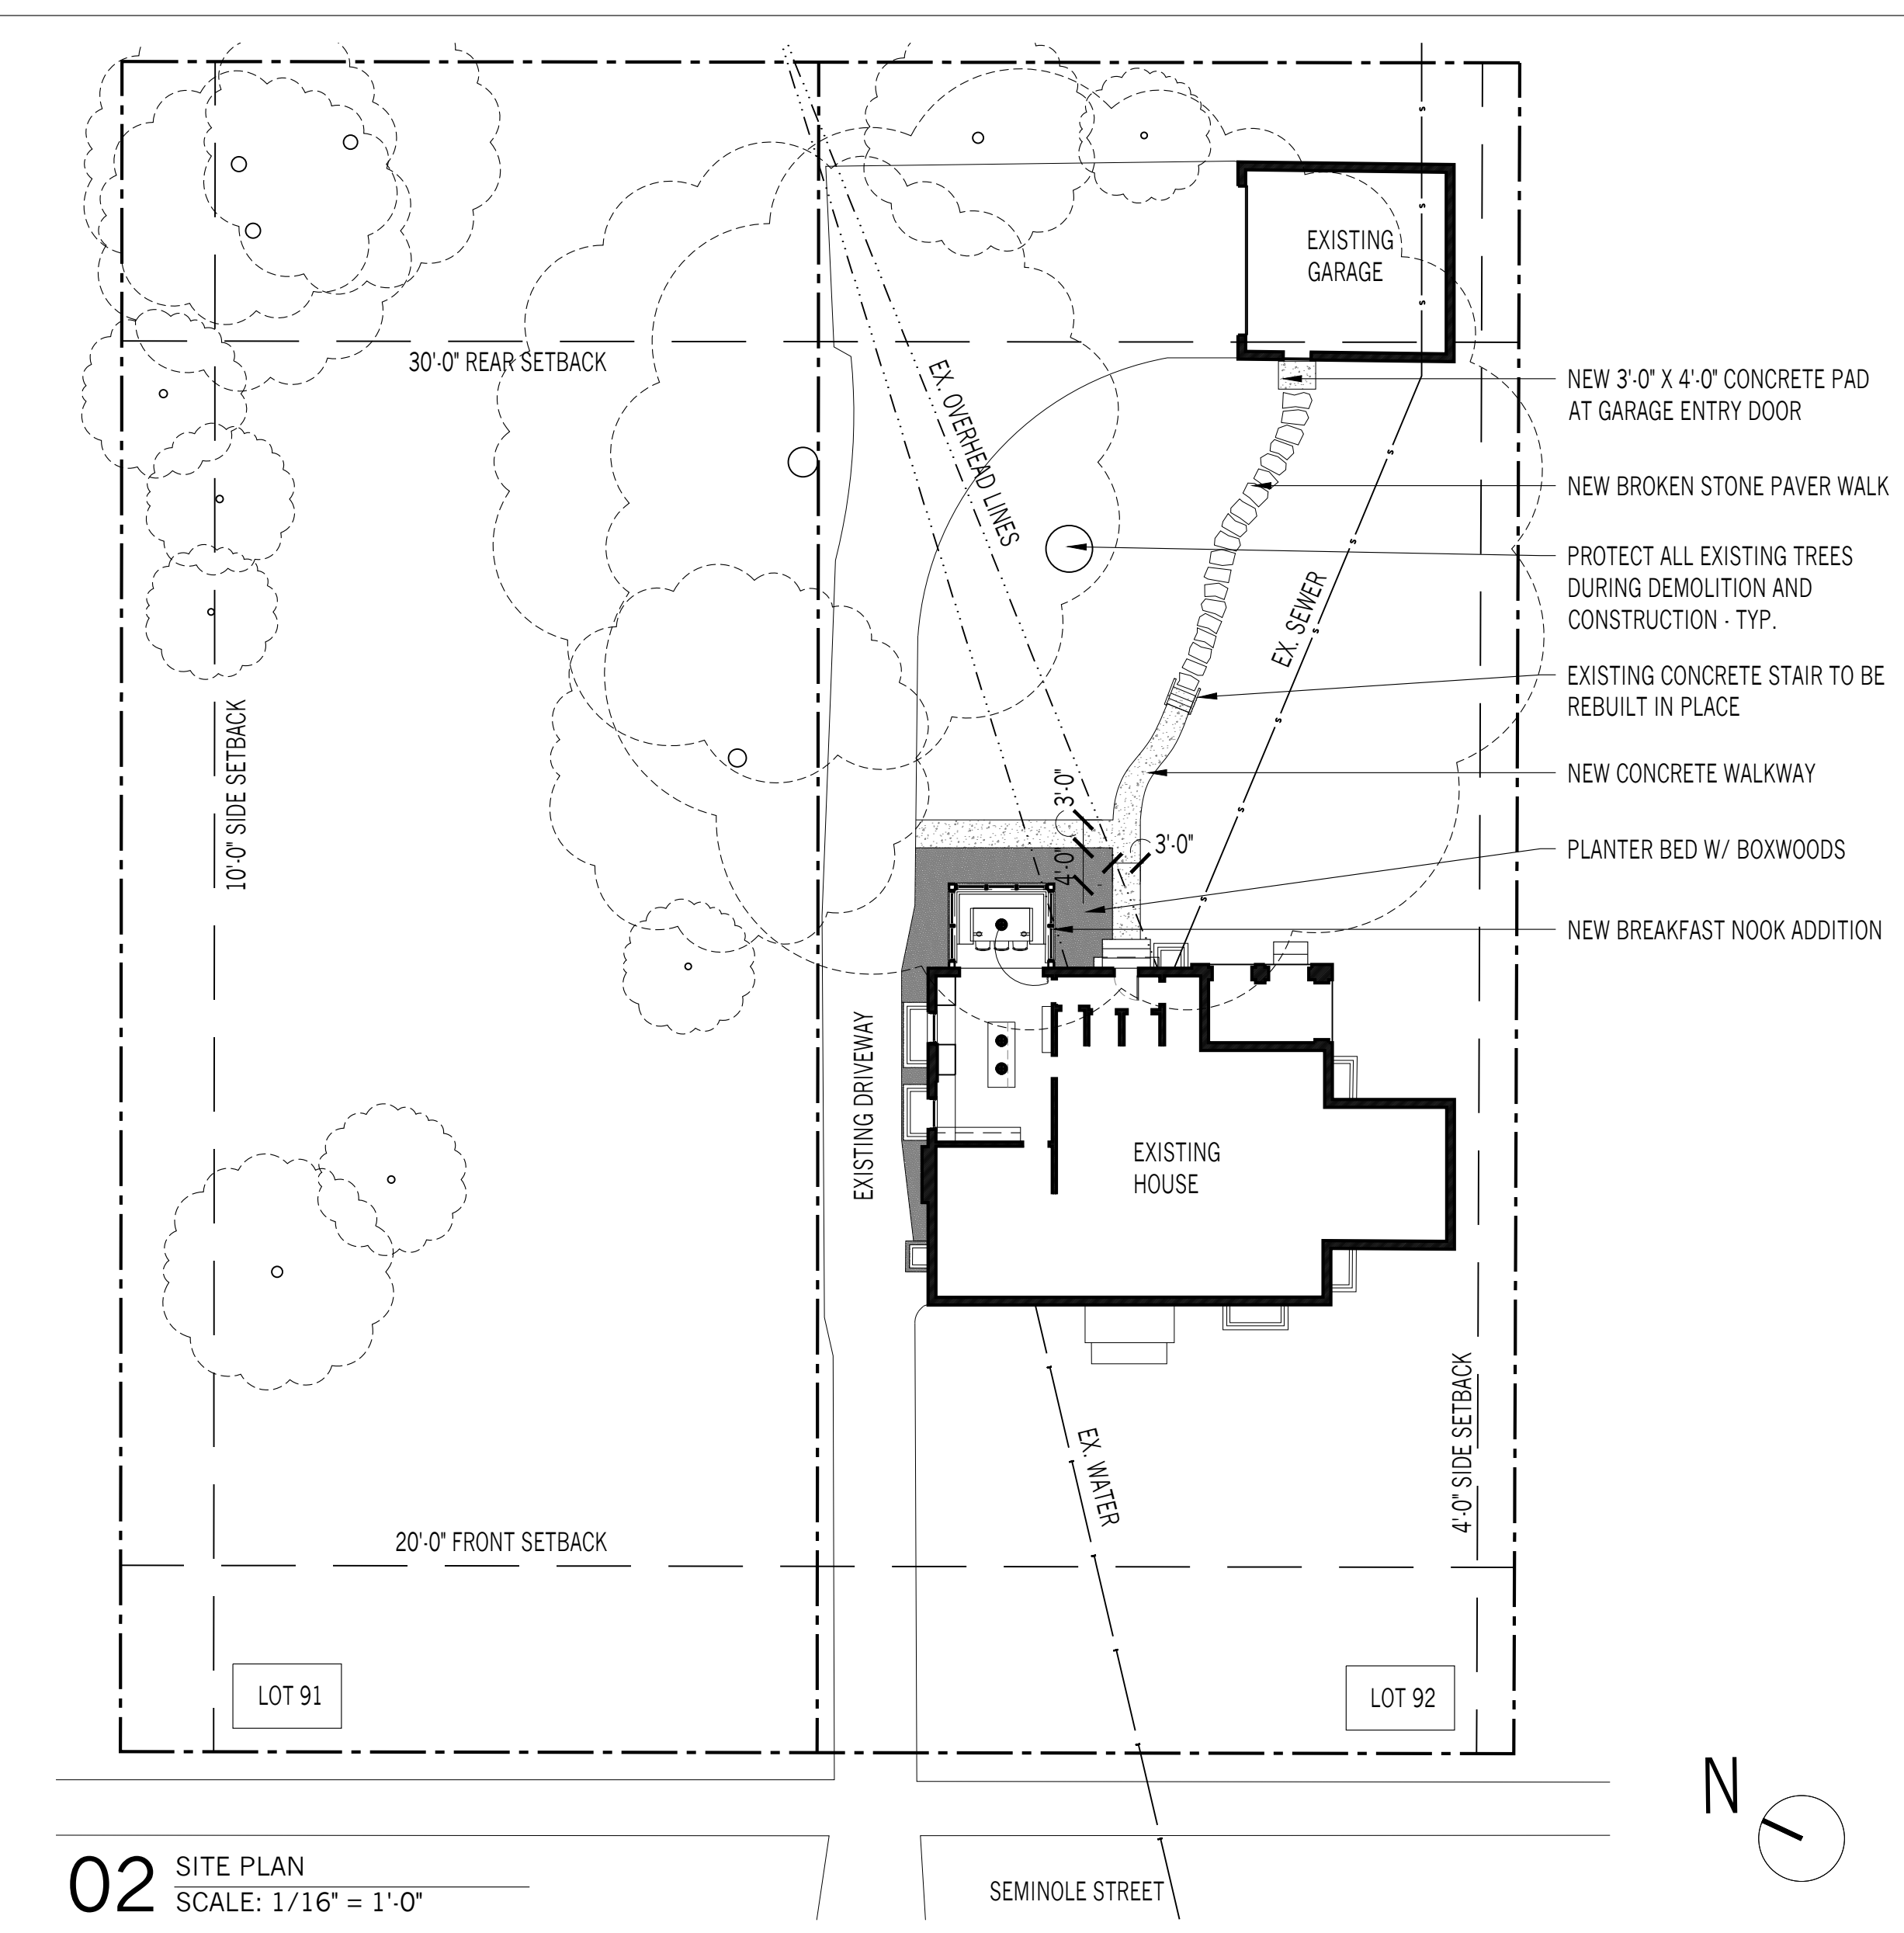 EXISTING
GARAGE
30'-0" REAR SETBACK
EX. OVERHEAD LINES
NEW 3'-0" X 4'-0" CONCRETE PAD
AT GARAGE ENTRY DOOR
NEW BROKEN STONE PAVER WALK
PROTECT ALL EXISTING TREES
DURING DEMOLITION AND
CONSTRUCTION - TYP.
EX. SEWER
EXISTING CONCRETE STAIR TO BE
REBUILT IN PLACE
10'-0" SIDE SETBACK
NEW CONCRETE WALKWAY
3'-0"
4'-0"
3'-0"
PLANTER BED W/ BOXWOODS
NEW BREAKFAST NOOK ADDITION
EXISTING DRIVEWAY
EXISTING
HOUSE
4'-0" SIDE SETBACK
EX. WATER
20'-0" FRONT SETBACK
LOT 91
LOT 92
N
02
SITE PLAN
SCALE: 1/16" = 1'-0"
SEMINOLE STREET
S
S
S
S
S
S
S
S
S